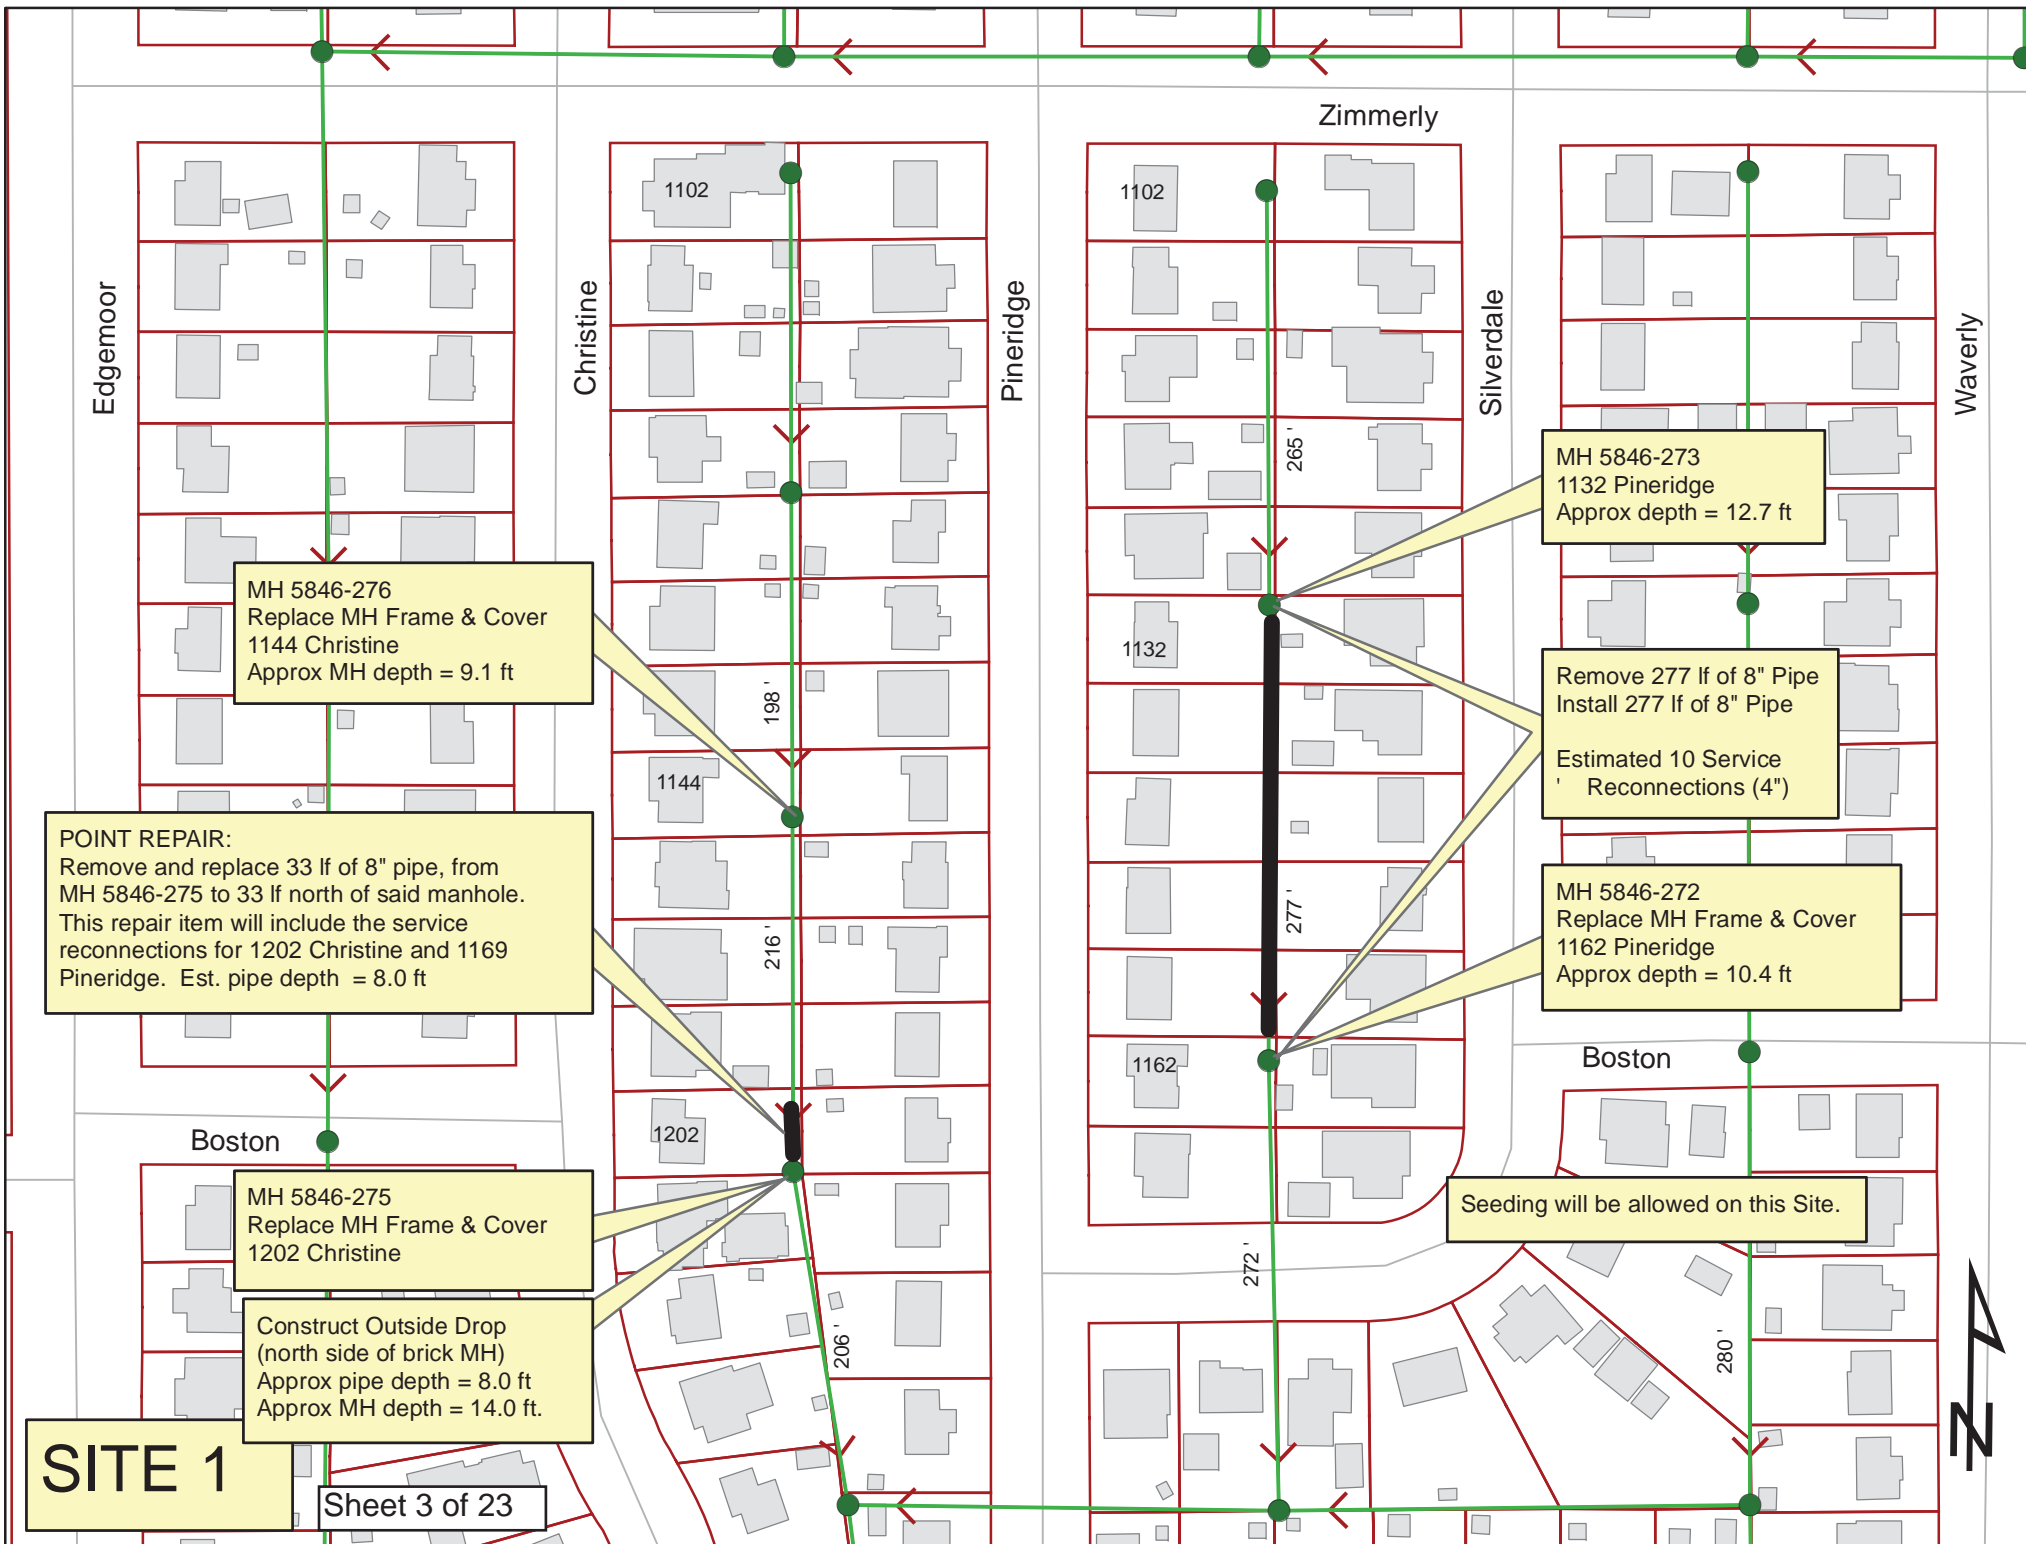 Zimmerly
Edgemoor
Christine
Pineridge
Silverdale
Waverly
1102
1102
265 '
MH 5846-273
1132 Pineridge
Approx depth = 12.7 ft
MH 5846-276
Replace MH Frame & Cover
1144 Christine
Approx MH depth = 9.1 ft
198 '
1132
Remove 277 lf of 8" Pipe
Install 277 lf of 8" Pipe
Estimated 10 Service
' Reconnections (4")
1144
POINT REPAIR:
Remove and replace 33 lf of 8" pipe, from
MH 5846-275 to 33 lf north of said manhole.
This repair item will include the service
reconnections for 1202 Christine and 1169
Pineridge. Est. pipe depth = 8.0 ft
216 '
277 '
MH 5846-272
Replace MH Frame & Cover
1162 Pineridge
Approx depth = 10.4 ft
1162
Boston
1202
Boston
MH 5846-275
Replace MH Frame & Cover
1202 Christine
Seeding will be allowed on this Site.
272 '
Construct Outside Drop
(north side of brick MH)
Approx pipe depth = 8.0 ft
Approx MH depth = 14.0 ft.
206 '
280 '
N
SITE 1
Sheet 3 of 23